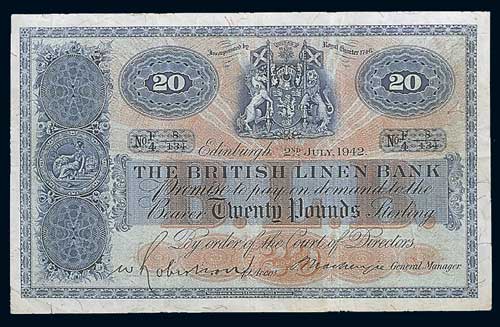 Incorporated by Royal Charter 1746.
20 20
No F/4 8/434 No F/4 8/434
Edinburgh, 2ND JULY, 1942.
THE BRITISH LINEN BANK
Promise to pay on demand to the
Bearer Twenty Pounds Sterling
By order of the Court of Directors
General Manager